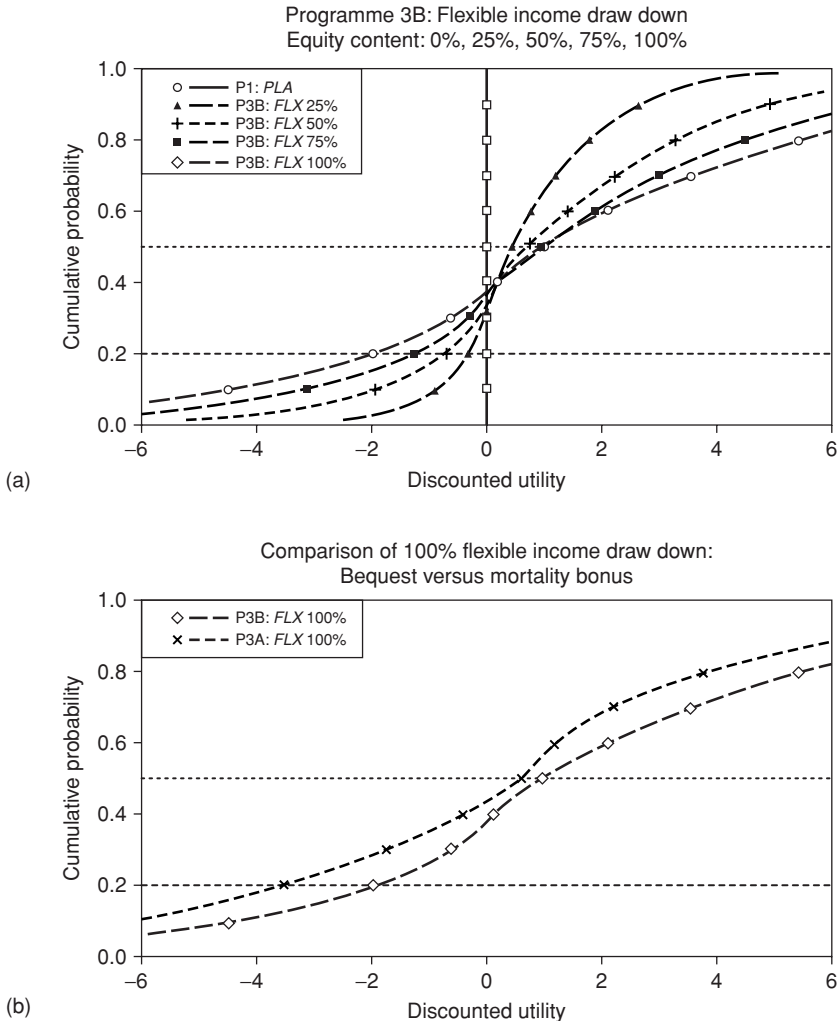 Programme 3B: Flexible income draw down
Equity content: 0%, 25%, 50%, 75%, 100%
1.0
0.8
0.6
0.4
0.2
0.0
Cumulative probability
P1: PLA
P3B: FLX 25%
P3B: FLX 50%
P3B: FLX 75%
P3B: FLX 100%
−6
−4
−2
0
2
4
6
Discounted utility
(a)
Comparison of 100% flexible income draw down:
Bequest versus mortality bonus
1.0
0.8
0.6
0.4
0.2
0.0
Cumulative probability
P3B: FLX 100%
P3A: FLX 100%
−6
−4
−2
0
2
4
6
Discounted utility
(b)